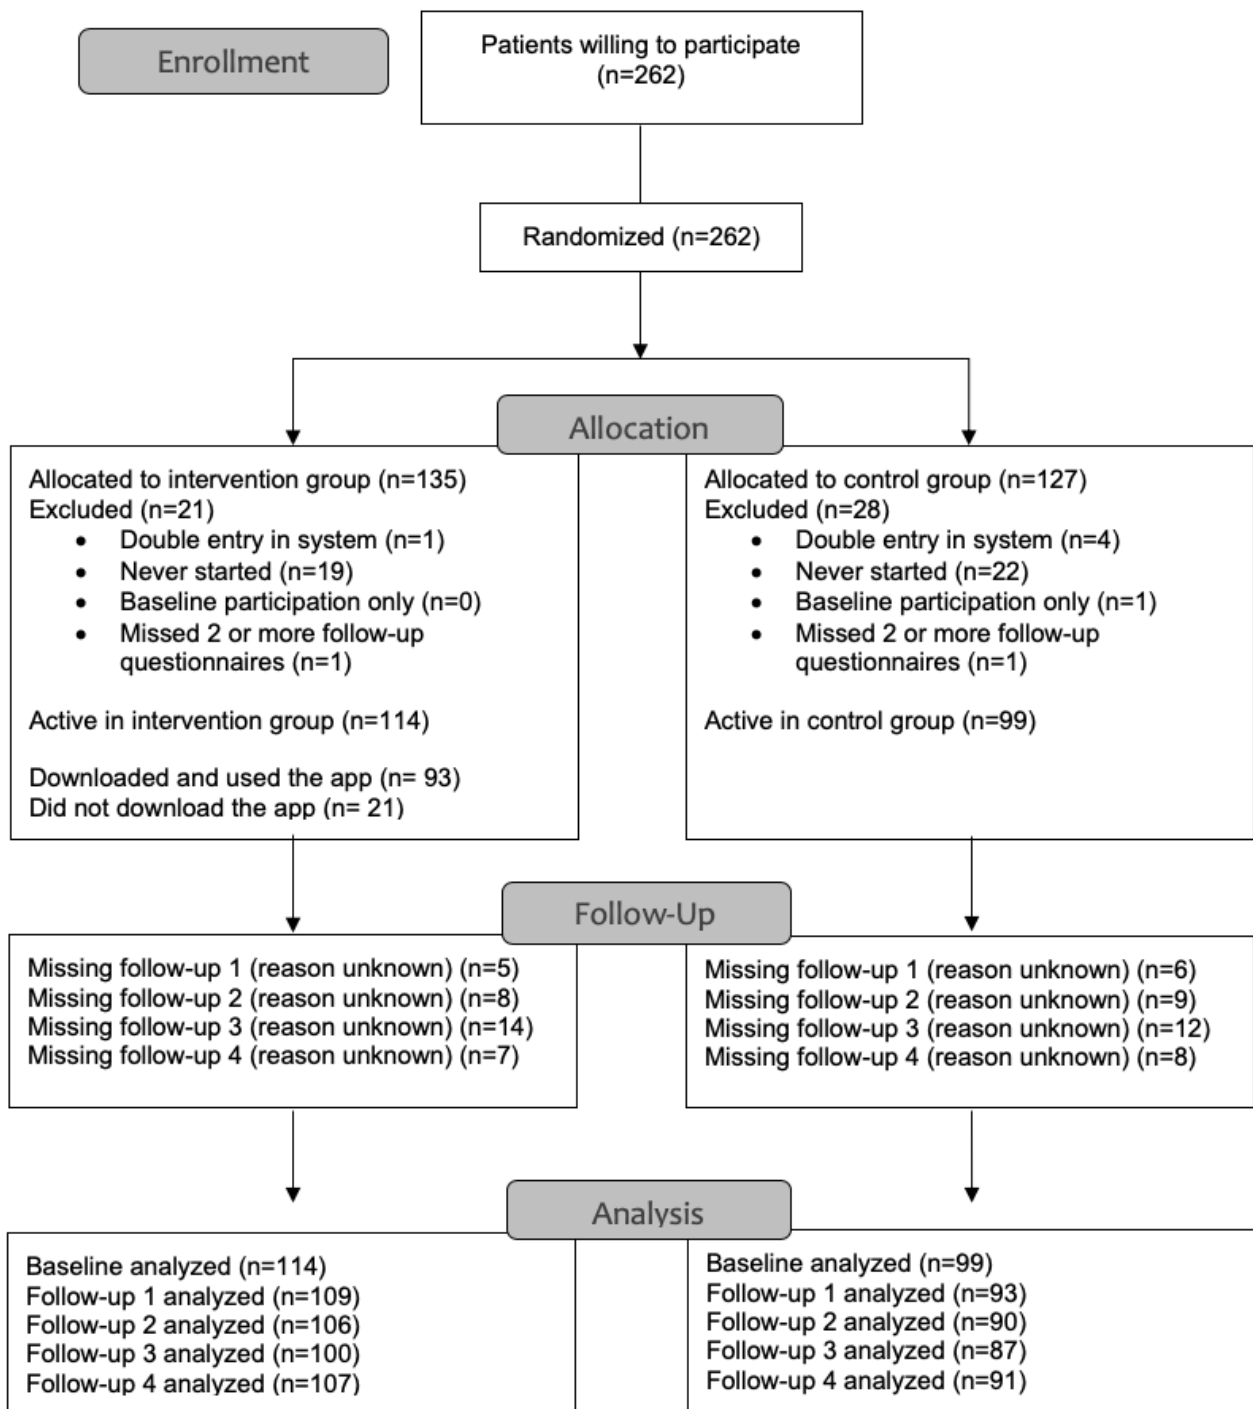 Enrollment
Patients willing to participate
(n=262)
Randomized (n=262)
Allocation
Allocated to intervention group (n=135)
Excluded (n=21)
• Double entry in system (n=1)
• Never started (n=19)
• Baseline participation only (n=0)
• Missed 2 or more follow-up
questionnaires (n=1)
Active in intervention group (n=114)
Downloaded and used the app (n= 93)
Did not download the app (n= 21)
Allocated to control group (n=127)
Excluded (n=28)
• Double entry in system (n=4)
• Never started (n=22)
• Baseline participation only (n=1)
• Missed 2 or more follow-up
questionnaires (n=1)
Active in control group (n=99)
Follow-Up
Missing follow-up 1 (reason unknown) (n=5)
Missing follow-up 2 (reason unknown) (n=8)
Missing follow-up 3 (reason unknown) (n=14)
Missing follow-up 4 (reason unknown) (n=7)
Missing follow-up 1 (reason unknown) (n=6)
Missing follow-up 2 (reason unknown) (n=9)
Missing follow-up 3 (reason unknown) (n=12)
Missing follow-up 4 (reason unknown) (n=8)
Analysis
Baseline analyzed (n=114)
Follow-up 1 analyzed (n=109)
Follow-up 2 analyzed (n=106)
Follow-up 3 analyzed (n=100)
Follow-up 4 analyzed (n=107)
Baseline analyzed (n=99)
Follow-up 1 analyzed (n=93)
Follow-up 2 analyzed (n=90)
Follow-up 3 analyzed (n=87)
Follow-up 4 analyzed (n=91)